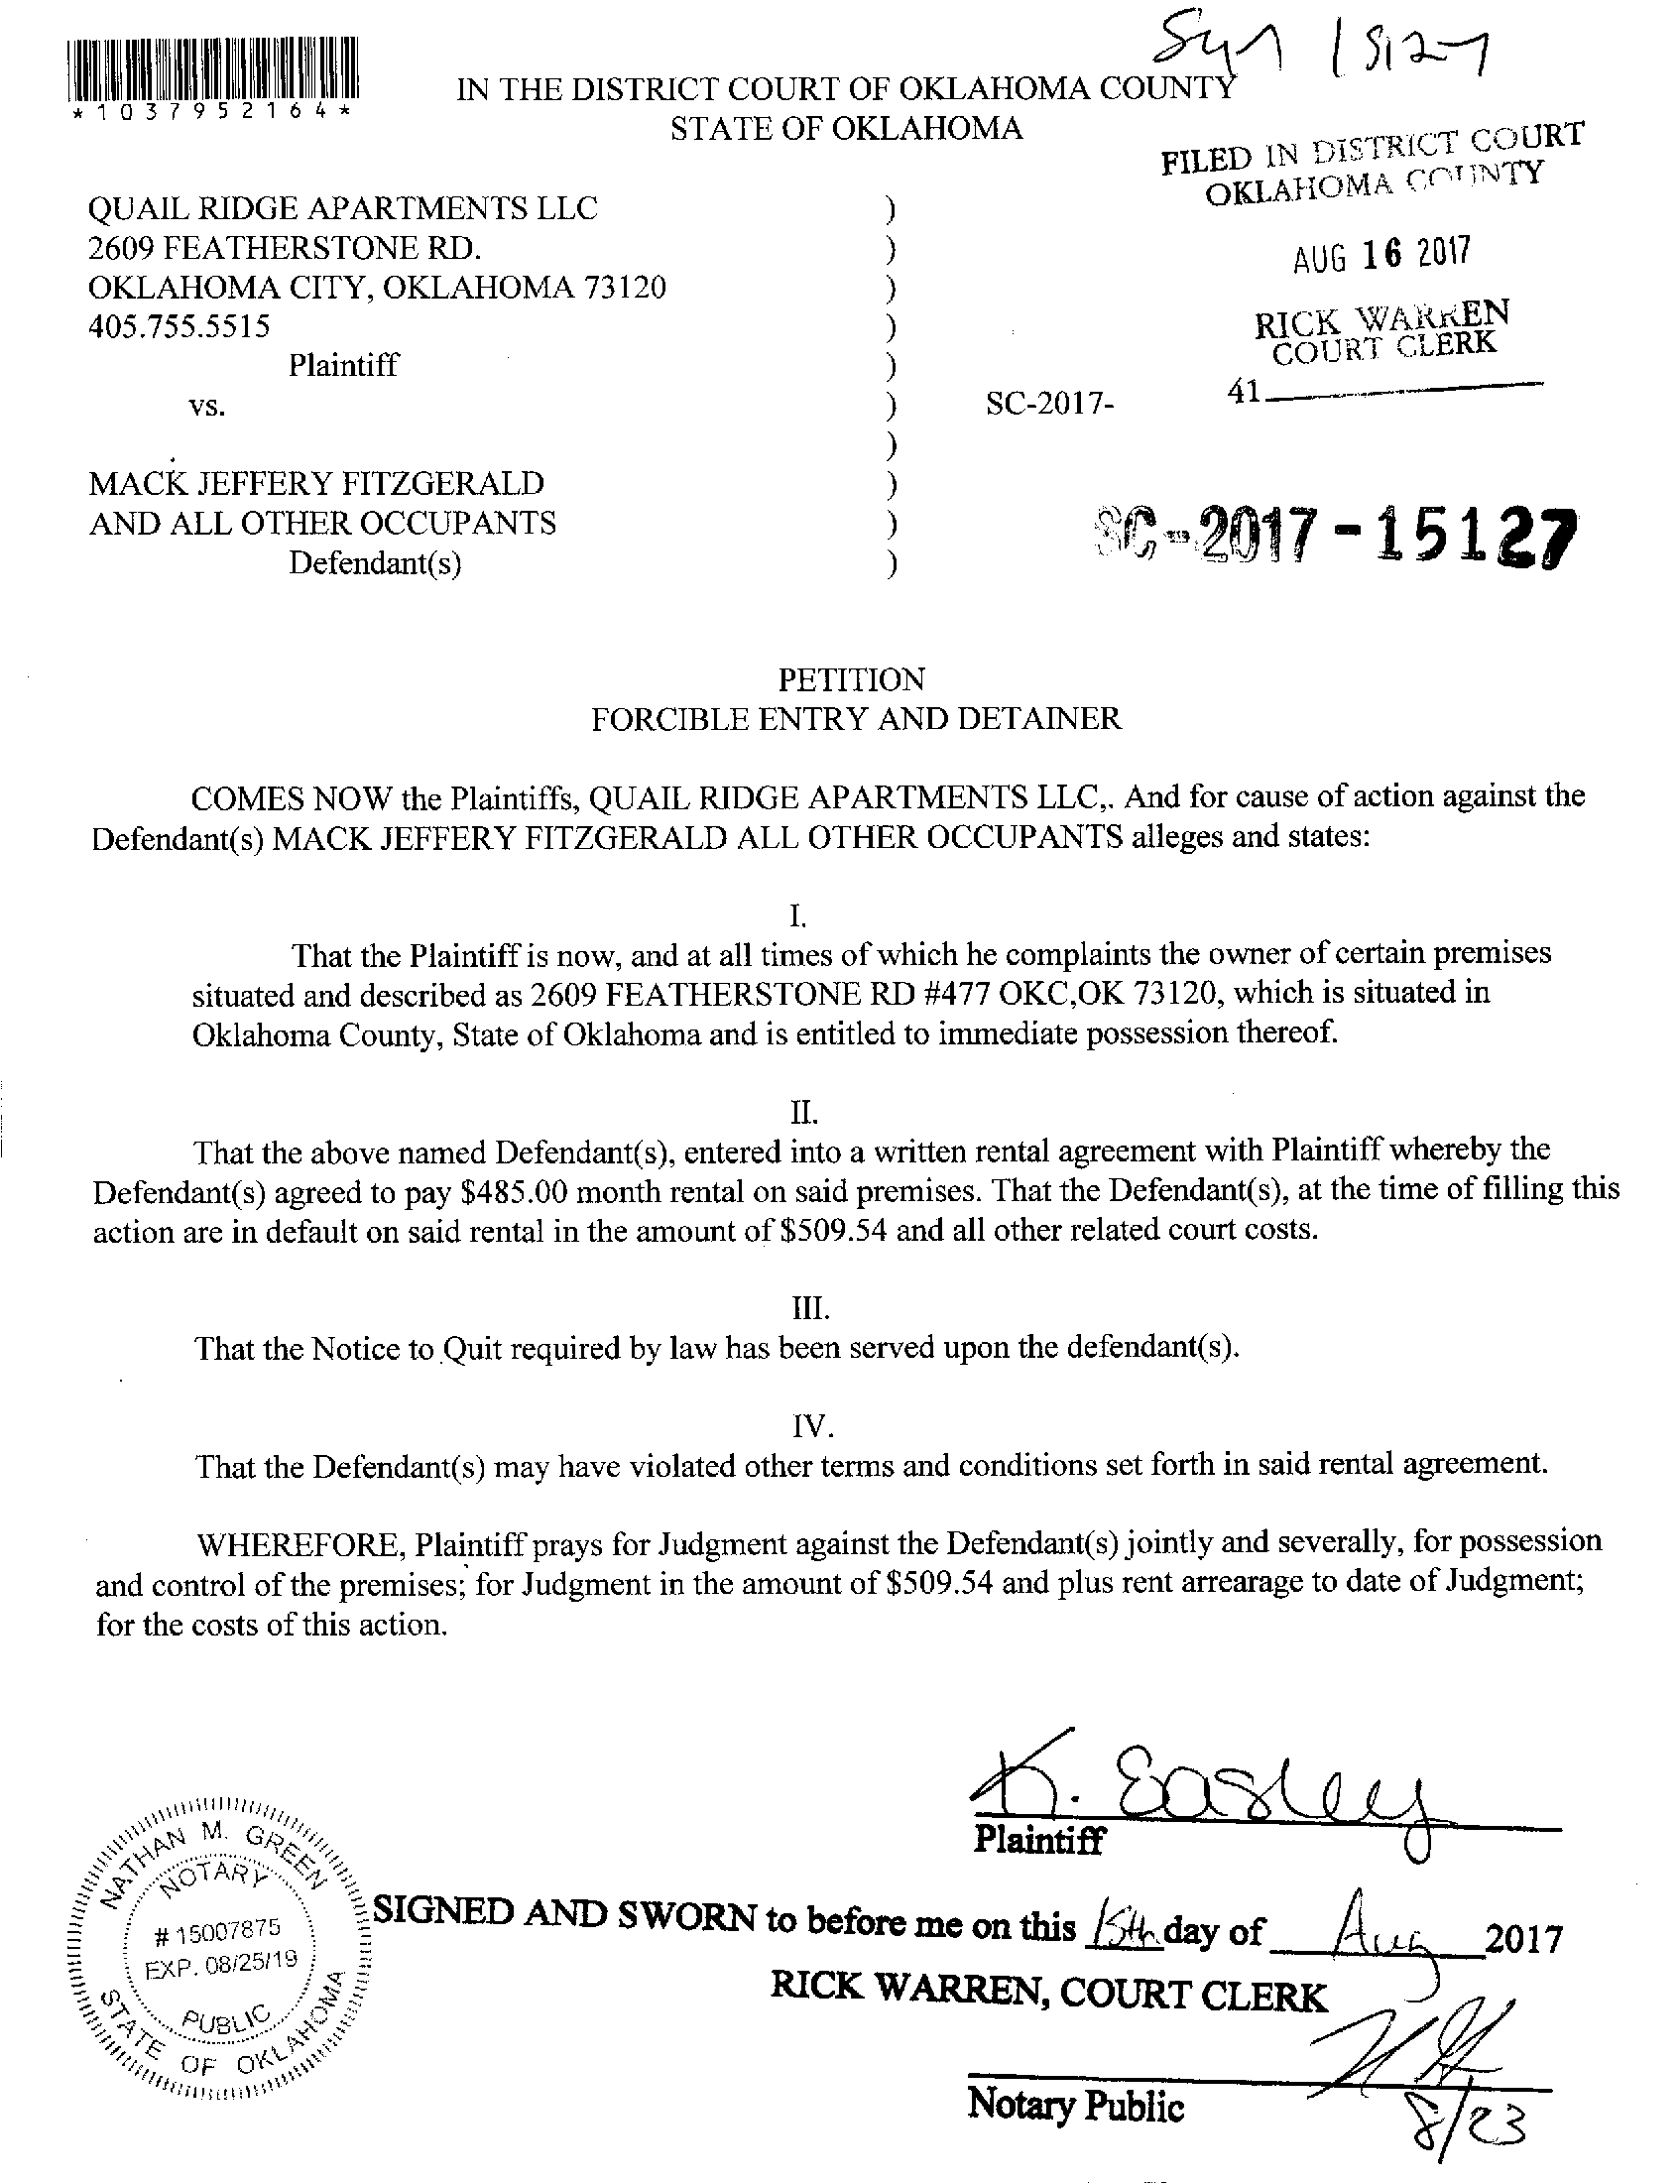 Syn 15127
*1037952164*
IN THE DISTRICT COURT OF OKLAHOMA COUNTY
STATE OF OKLAHOMA
FILED IN DISTRICT COURT
OKLAHOMA COUNTY
QUAIL RIDGE APARTMENTS LLC )
2609 FEATHERSTONE RD. )
AUG 16 2017
OKLAHOMA CITY, OKLAHOMA 73120 )
405.755.5515 )
RICK WARREN
COURT CLERK
Plaintiff )
vs. ) SC-2017- 41
)
MACK JEFFERY FITZGERALD )
AND ALL OTHER OCCUPANTS )
SC-2017-15127
Defendant(s) )
PETITION
FORCIBLE ENTRY AND DETAINER
COMES NOW the Plaintiffs, QUAIL RIDGE APARTMENTS LLC,. And for cause of action against the
Defendant(s) MACK JEFFERY FITZGERALD ALL OTHER OCCUPANTS alleges and states:
I.
That the Plaintiff is now, and at all times of which he complaints the owner of certain premises
situated and described as 2609 FEATHERSTONE RD #477 OKC,OK 73120, which is situated in
Oklahoma County, State of Oklahoma and is entitled to immediate possession thereof.
II.
That the above named Defendant(s), entered into a written rental agreement with Plaintiff whereby the
Defendant(s) agreed to pay $485.00 month rental on said premises. That the Defendant(s), at the time of filling this
action are in default on said rental in the amount of $509.54 and all other related court costs.
III.
That the Notice to Quit required by law has been served upon the defendant(s).
IV.
That the Defendant(s) may have violated other terms and conditions set forth in said rental agreement.
WHEREFORE, Plaintiff prays for Judgment against the Defendant(s) jointly and severally, for possession
and control of the premises; for Judgment in the amount of $509.54 and plus rent arrearage to date of Judgment;
for the costs of this action.
K. Easley
Plaintiff
NATHAN M. GREEN
NOTARY
# 15007875
EXP. 08/25/19
PUBLIC
STATE OF OKLAHOMA
SIGNED AND SWORN to before me on this 15th day of Aug 2017
RICK WARREN, COURT CLERK
Notary Public
8/23